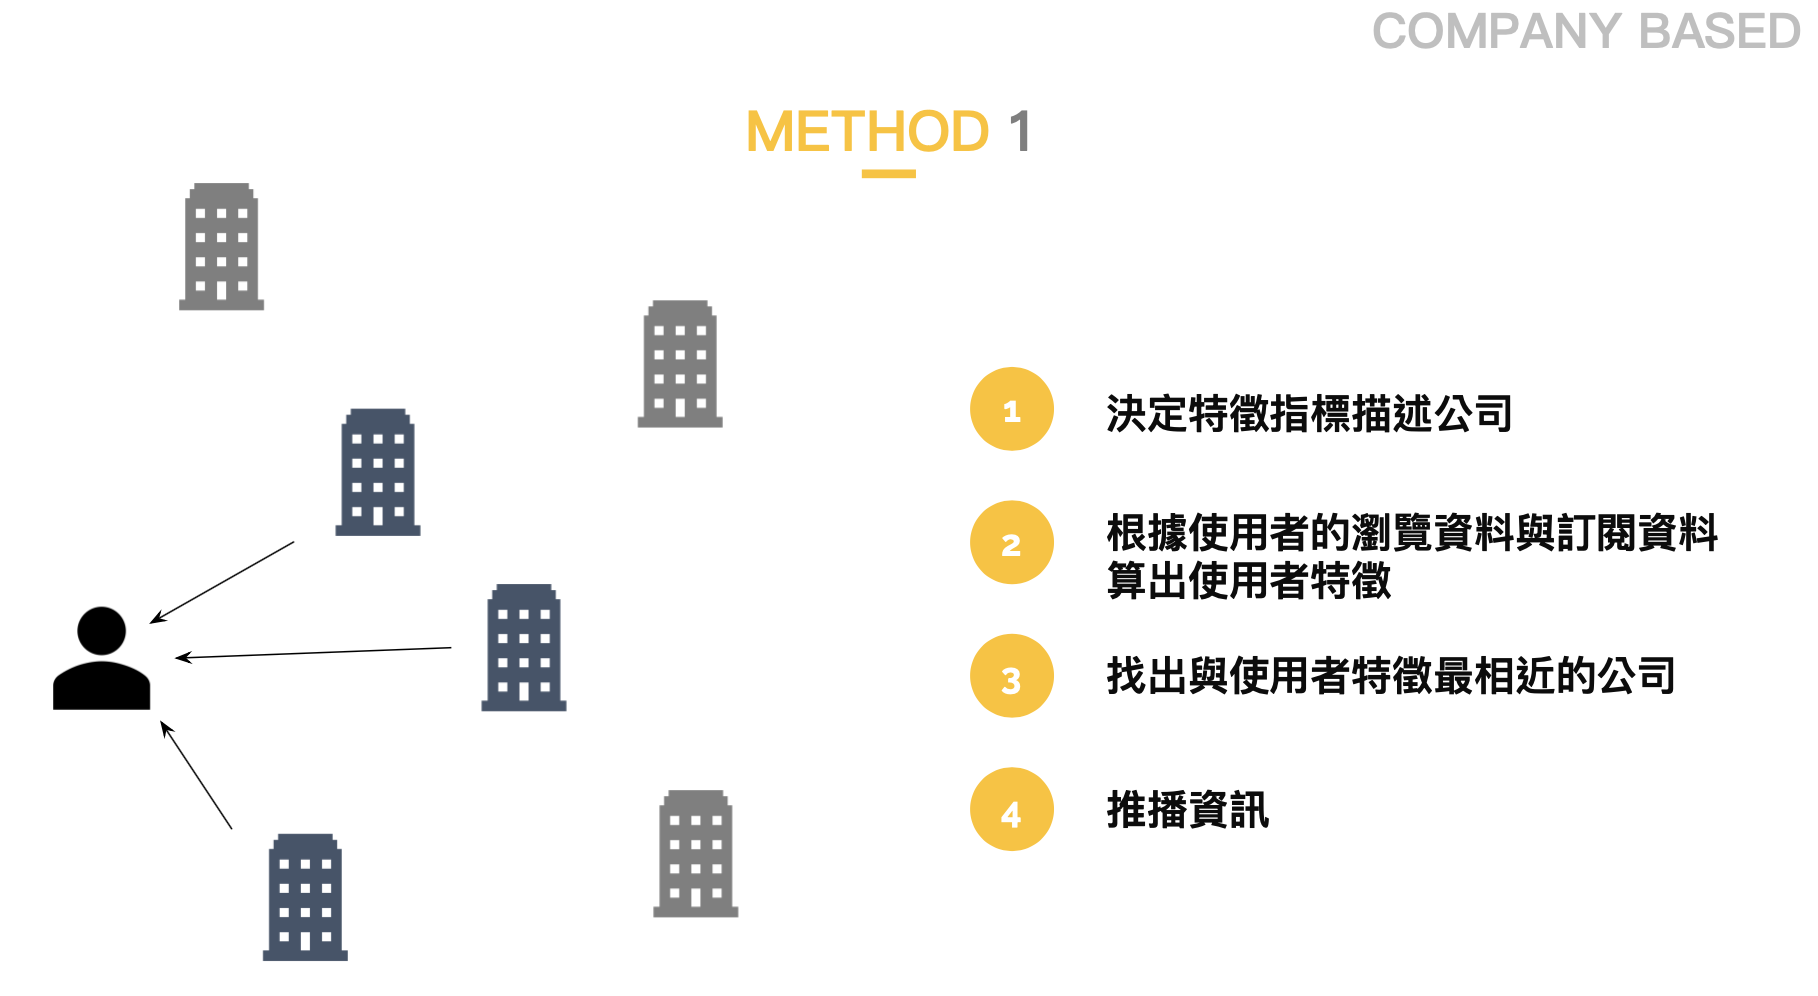 COMPANY BASED
METHOD 1
1
決定特徵指標描述公司
2
根據使用者的瀏覽資料與訂閱資料
算出使用者特徵
3
找出與使用者特徵最相近的公司
4
推播資訊